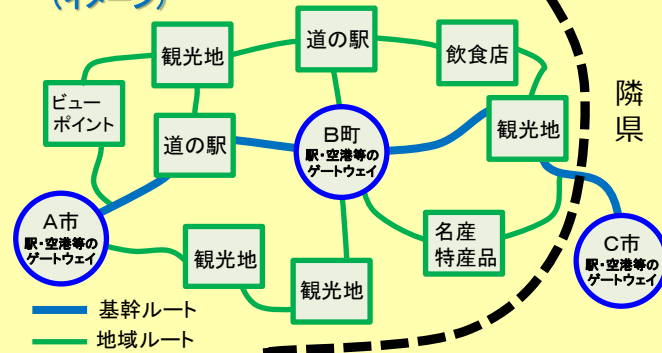 (イメージ)
道の駅
観光地
飲食店
隣県
ビュー
ポイント
道の駅
B町
駅・空港等の
ゲートウェイ
観光地
A市
駅・空港等の
ゲートウェイ
観光地
観光地
名産
特産品
C市
駅・空港等の
ゲートウェイ
基幹ルート
地域ルート